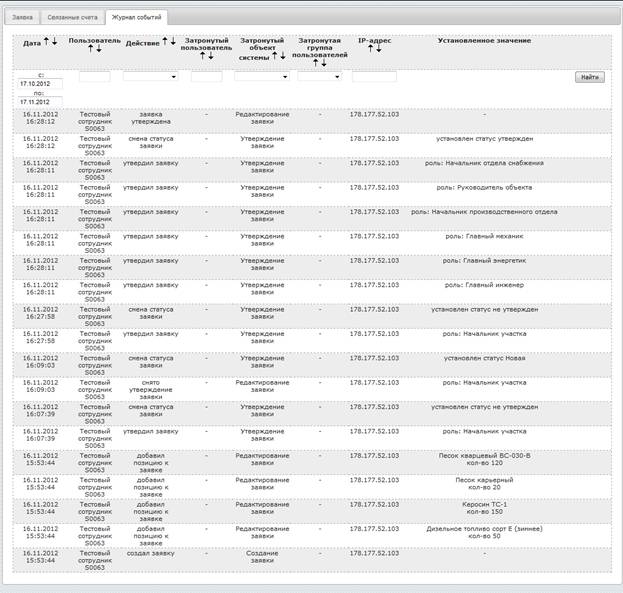 Заявка Связанные счета Журнал событий
Дата Пользователь Действие Затронутый пользователь Затронутый объект системы Затронутая группа пользователей IP-адрес Установленное значение
с:
17.10.2012 Найти
по:
17.11.2012
16.11.2012 Тестовый заявка - Редактирование - 178.177.52.103 -
16:28:12 сотрудник утверждена заявки
S0063
16.11.2012 Тестовый смена статуса - Утверждение - 178.177.52.103 установлен статус утвержден
16:28:12 сотрудник заявки заявки
S0063
16.11.2012 Тестовый утвердил заявку - Утверждение - 178.177.52.103 роль: Начальник отдела снабжения
16:28:11 сотрудник заявки
S0063
16.11.2012 Тестовый утвердил заявку - Утверждение - 178.177.52.103 роль: Руководитель объекта
16:28:11 сотрудник заявки
S0063
16.11.2012 Тестовый утвердил заявку - Утверждение - 178.177.52.103 роль: Начальник производственного отдела
16:28:11 сотрудник заявки
S0063
16.11.2012 Тестовый утвердил заявку - Утверждение - 178.177.52.103 роль: Главный механик
16:28:11 сотрудник заявки
S0063
16.11.2012 Тестовый утвердил заявку - Утверждение - 178.177.52.103 роль: Главный энергетик
16:28:11 сотрудник заявки
S0063
16.11.2012 Тестовый утвердил заявку - Утверждение - 178.177.52.103 роль: Главный инженер
16:28:11 сотрудник заявки
S0063
16.11.2012 Тестовый смена статуса - Утверждение - 178.177.52.103 установлен статус не утвержден
16:27:58 сотрудник заявки заявки
S0063
16.11.2012 Тестовый утвердил заявку - Утверждение - 178.177.52.103 роль: Начальник участка
16:27:58 сотрудник заявки
S0063
16.11.2012 Тестовый смена статуса - Утверждение - 178.177.52.103 установлен статус Новая
16:09:03 сотрудник заявки заявки
S0063
16.11.2012 Тестовый снято - Редактирование - 178.177.52.103 роль: Начальник участка
16:09:03 сотрудник утверждение заявки
S0063 заявки
16.11.2012 Тестовый смена статуса - Утверждение - 178.177.52.103 установлен статус не утвержден
16:07:39 сотрудник заявки заявки
S0063
16.11.2012 Тестовый утвердил заявку - Утверждение - 178.177.52.103 роль: Начальник участка
16:07:39 сотрудник заявки
S0063
16.11.2012 Тестовый добавил - Редактирование - 178.177.52.103 Песок кварцевый ВС-030-В
15:53:44 сотрудник позицию к заявки кол-во 120
S0063 заявке
16.11.2012 Тестовый добавил - Редактирование - 178.177.52.103 Песок карьерный
15:53:44 сотрудник позицию к заявки кол-во 20
S0063 заявке
16.11.2012 Тестовый добавил - Редактирование - 178.177.52.103 Керосин ТС-1
15:53:44 сотрудник позицию к заявки кол-во 150
S0063 заявке
16.11.2012 Тестовый добавил - Редактирование - 178.177.52.103 Дизельное топливо сорт Е (зимнее)
15:53:44 сотрудник позицию к заявки кол-во 50
S0063 заявке
16.11.2012 Тестовый создал заявку - Создание - 178.177.52.103 -
15:53:44 сотрудник заявки
S0063